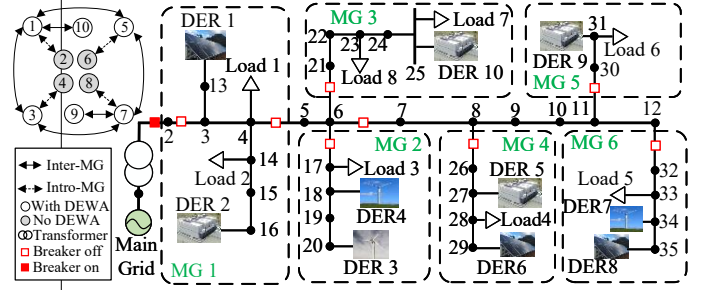 1
10
5
2
6
4
8
3
9
7
Inter-MG
Intro-MG
With DEWA
No DEWA
Transformer
Breaker off
Breaker on
Main
Grid
DER 1
13
Load 1
2
3
4
14
Load 2
15
DER 2
16
MG 1
5
6
7
8
9
10
11
12
MG 3
22
23
24
21
Load 8
25
Load 7
DER 10
31
DER 9
Load 6
MG 5
30
MG 2
17
Load 3
18
DER4
19
20
DER 3
MG 4
26
DER 5
27
28
Load4
29
DER6
MG 6
32
Load 5
33
DER7
34
35
DER8